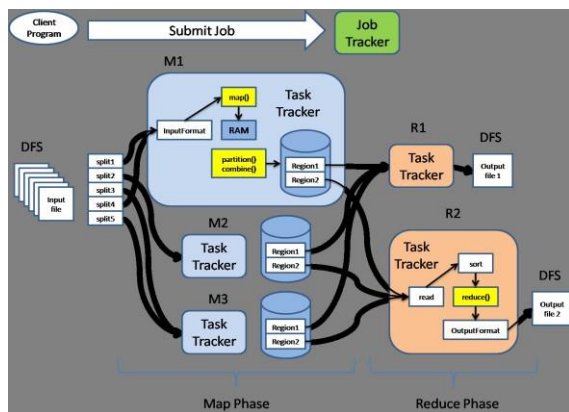 Client
Program
Submit Job
Job
Tracker
M1
map()
Task
Tracker
InputFormat
RAM
partition()
combine()
Region1
Region2
DFS
Input
file
split1
split2
split3
split4
split5
M2
Task
Tracker
Region1
Region2
M3
Task
Tracker
Region1
Region2
R1
Task
Tracker
DFS
Output
file 1
R2
Task
Tracker
sort
read
reduce()
OutputFormat
DFS
Output
file 2
Map Phase
Reduce Phase